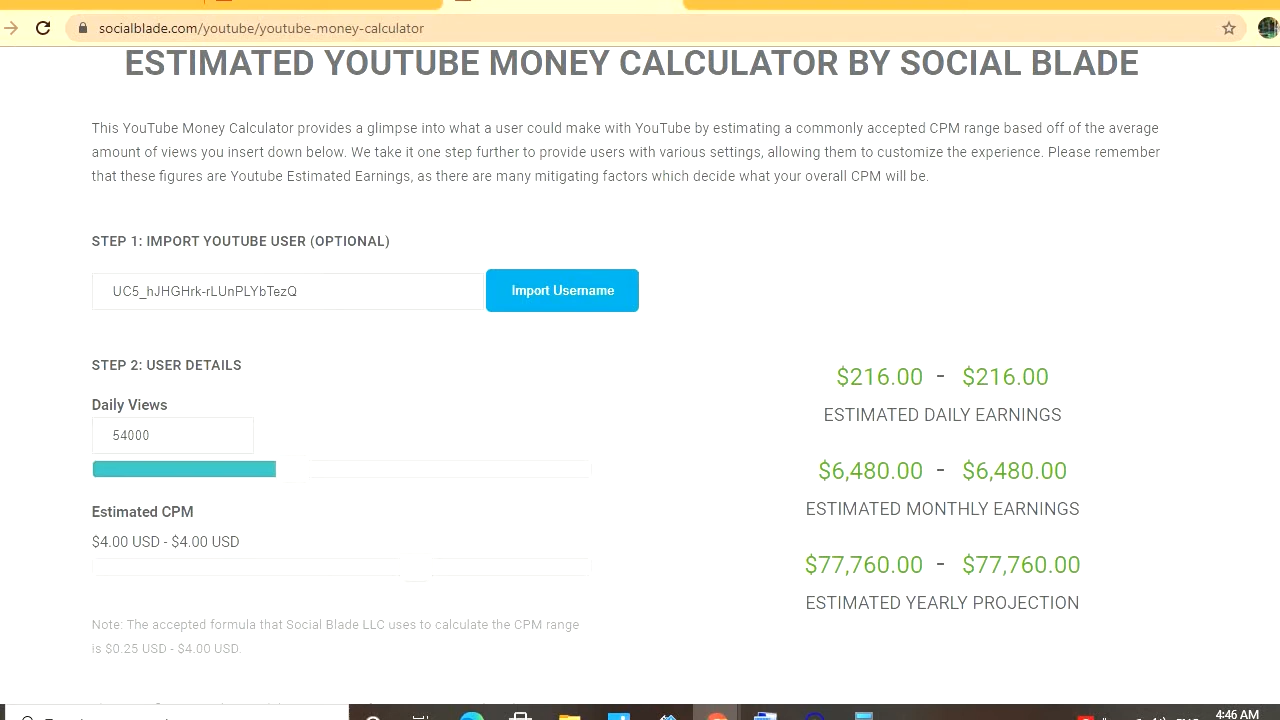 socialblade.com/youtube/youtube-money-calculator
ESTIMATED YOUTUBE MONEY CALCULATOR BY SOCIAL BLADE
This YouTube Money Calculator provides a glimpse into what a user could make with YouTube by estimating a commonly accepted CPM range based off of the average
amount of views you insert down below. We take it one step further to provide users with various settings, allowing them to customize the experience. Please remember
that these figures are Youtube Estimated Earnings, as there are many mitigating factors which decide what your overall CPM will be.
STEP 1: IMPORT YOUTUBE USER (OPTIONAL)
UC5_hJHGHrk-rLUnPLYbTezQ
Import Username
STEP 2: USER DETAILS
Daily Views
54000
Estimated CPM
$4.00 USD - $4.00 USD
Note: The accepted formula that Social Blade LLC uses to calculate the CPM range
is $0.25 USD - $4.00 USD.
$216.00 - $216.00
ESTIMATED DAILY EARNINGS
$6,480.00 - $6,480.00
ESTIMATED MONTHLY EARNINGS
$77,760.00 - $77,760.00
ESTIMATED YEARLY PROJECTION
4:46 AM